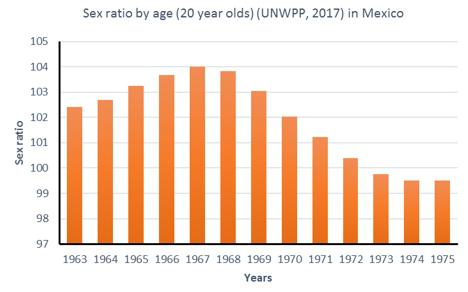 Sex ratio by age (20 year olds) (UNWPP, 2017) in Mexico
105
104
103
102
101
100
99
98
97
Sex ratio
1963 1964 1965 1966 1967 1968 1969 1970 1971 1972 1973 1974 1975
Years